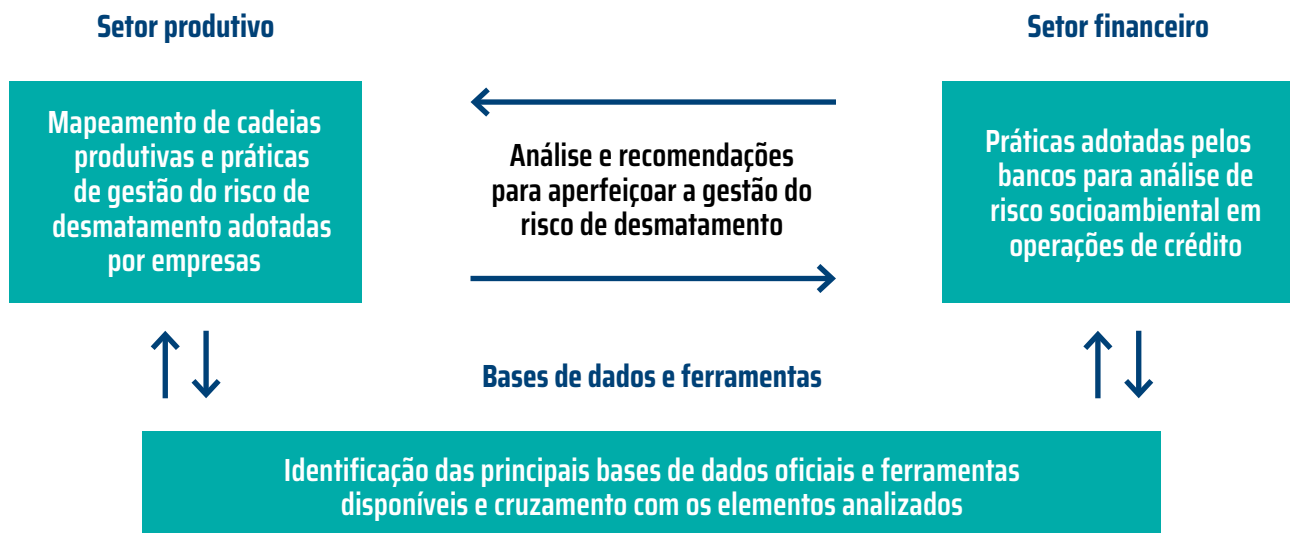 Setor produtivo
Setor financeiro
Mapeamento de cadeias
produtivas e práticas
de gestão do risco de
desmatamento adotadas
por empresas
Análise e recomendações
para aperfeiçoar a gestão do
risco de desmatamento
Práticas adotadas pelos
bancos para análise de
risco socioambiental em
operações de crédito
Bases de dados e ferramentas
Identificação das principais bases de dados oficiais e ferramentas
disponíveis e cruzamento com os elementos analizados